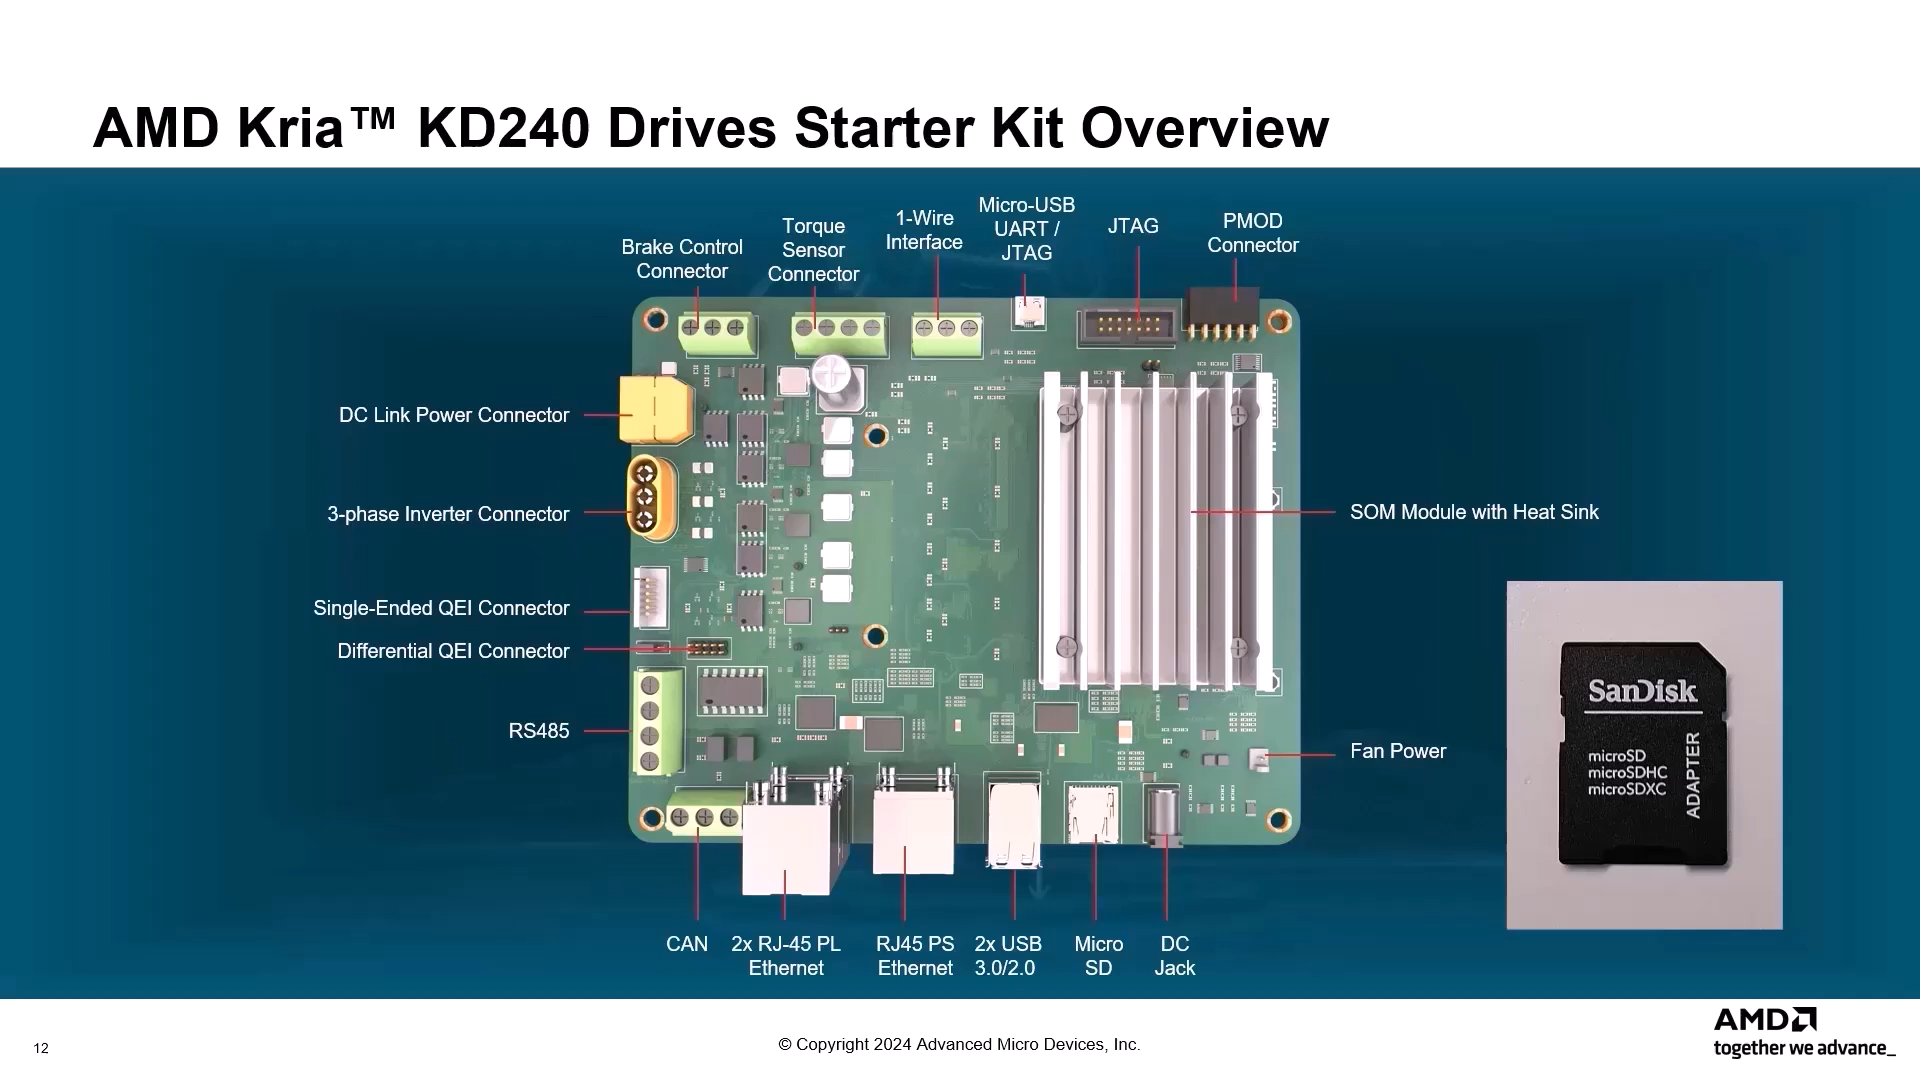 AMD Kria™ KD240 Drives Starter Kit Overview
Brake Control
Connector
Torque
Sensor
Connector
1-Wire
Interface
Micro-USB
UART /
JTAG
JTAG
PMOD
Connector
DC Link Power Connector
3-phase Inverter Connector
Single-Ended QEI Connector
Differential QEI Connector
RS485
SOM Module with Heat Sink
Fan Power
SanDisk
microSD
microSDHC
microSDXC
ADAPTER
CAN
2x RJ-45 PL
Ethernet
RJ45 PS
Ethernet
2x USB
3.0/2.0
Micro
SD
DC
Jack
12
© Copyright 2024 Advanced Micro Devices, Inc.
AMD
together we advance_